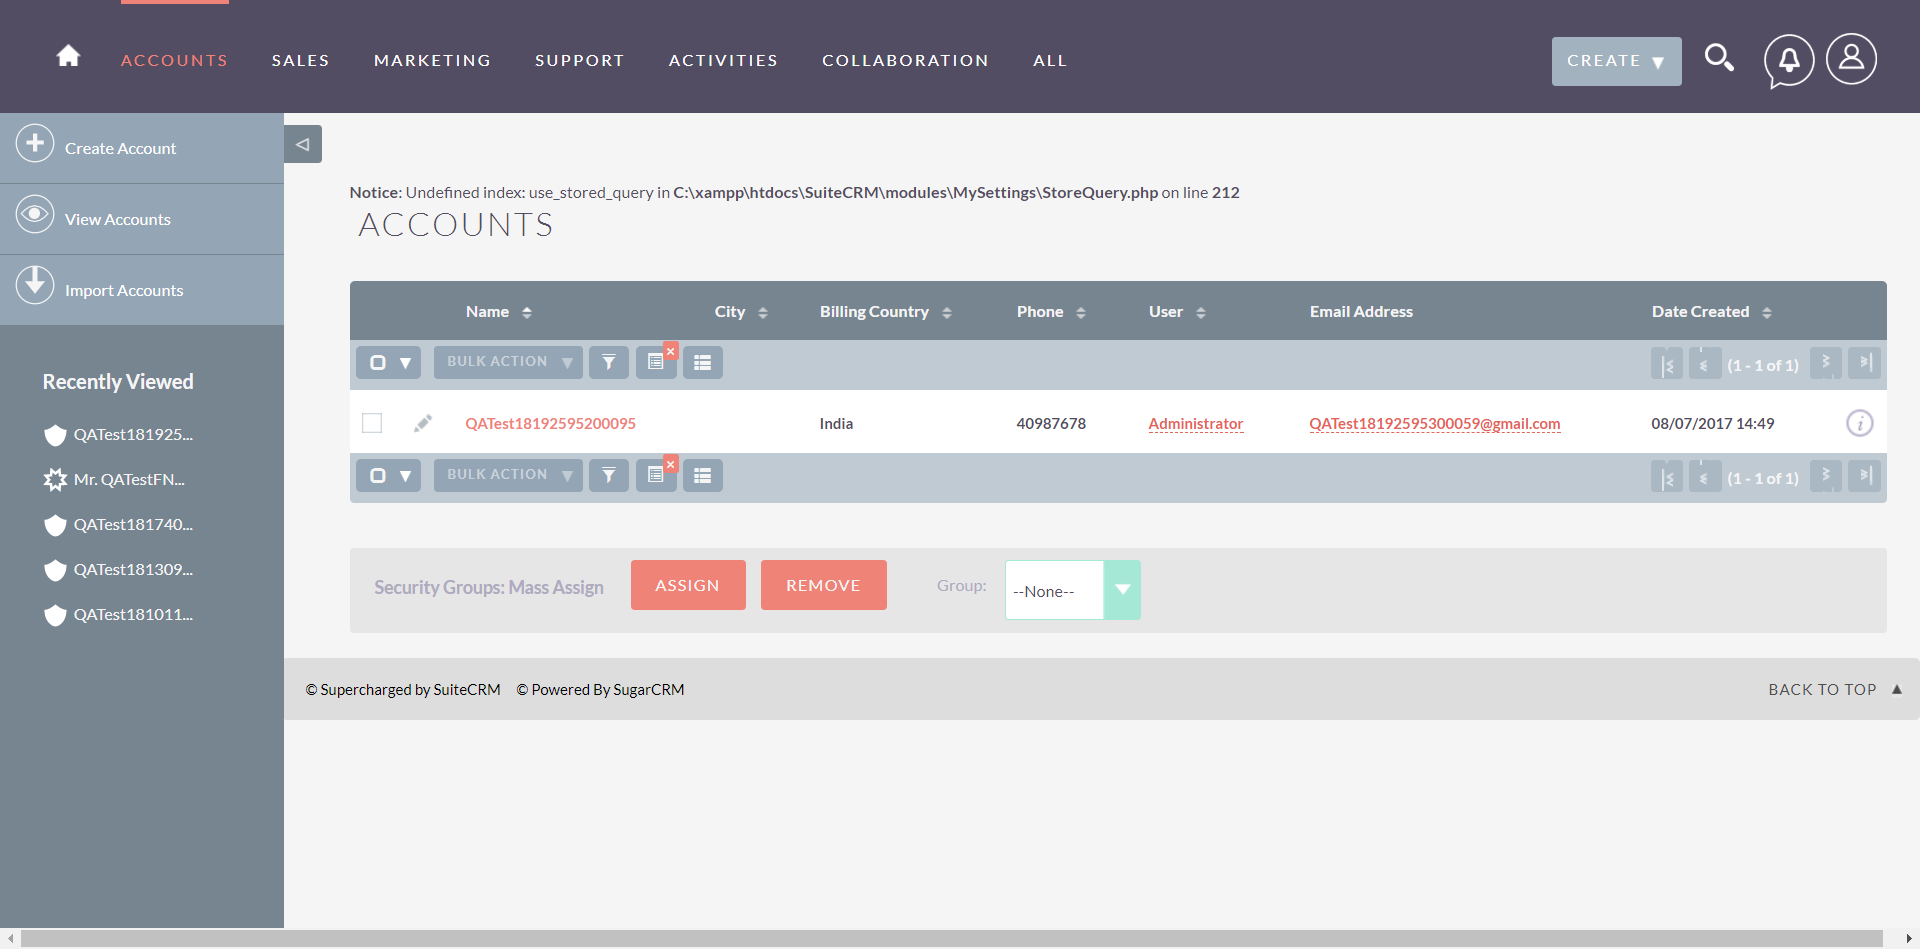 ACCOUNTS SALES MARKETING SUPPORT ACTIVITIES COLLABORATION ALL CREATE
Create Account
View Accounts
Import Accounts
Recently Viewed
QATest181925...
Mr. QATestFN...
QATest181740...
QATest181309...
QATest181011...
Notice: Undefined index: use_stored_query in C:\xampp\htdocs\SuiteCRM\modules\MySettings\StoreQuery.php on line 212
ACCOUNTS
Name City Billing Country Phone User Email Address Date Created
BULK ACTION (1 - 1 of 1)
QATest18192595200095 India 40987678 Administrator QATest18192595300059@gmail.com 08/07/2017 14:49
BULK ACTION (1 - 1 of 1)
Security Groups: Mass Assign ASSIGN REMOVE Group: --None--
© Supercharged by SuiteCRM © Powered By SugarCRM BACK TO TOP